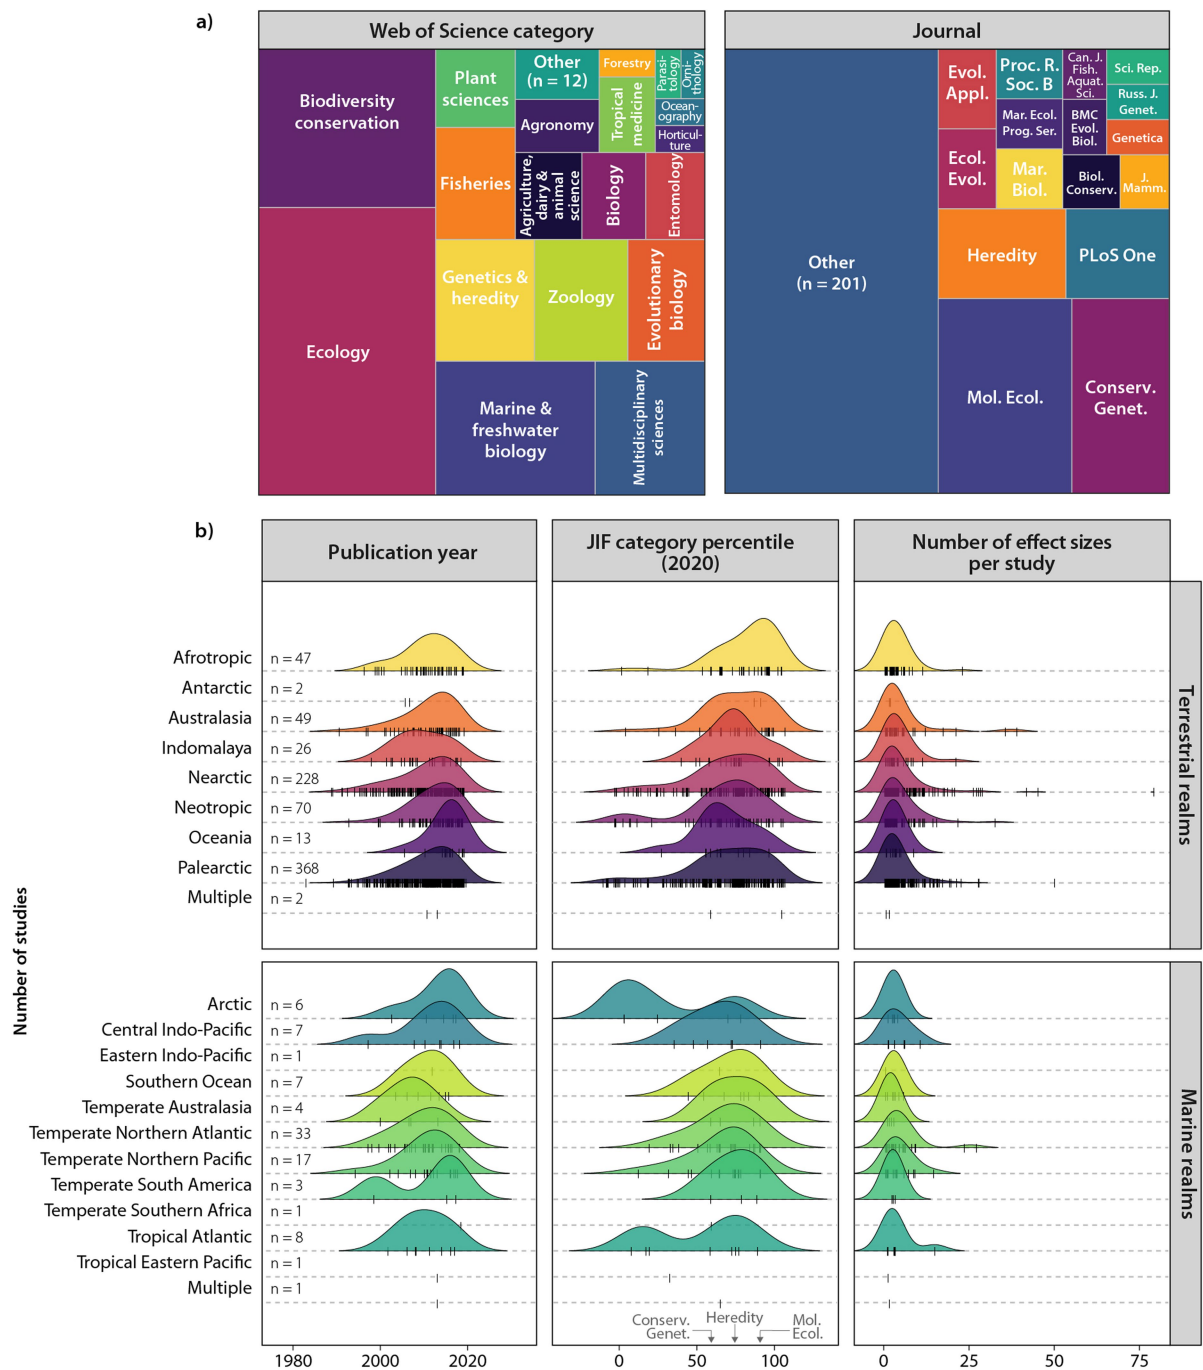 a)
Web of Science category
Biodiversity
conservation
Ecology
Plant
sciences
Fisheries
Other
(n = 12)
Agronomy
Agriculture,
dairy &
animal
science
Forestry
Tropical
medicine
Parasi-
tology
Orni-
thology
Ocean-
ography
Horticul-
ture
Biology
Entomology
Genetics &
heredity
Zoology
Evolutionary
biology
Marine &
freshwater
biology
Multidisciplinary
sciences
Journal
Other
(n = 201)
Evol.
Appl.
Ecol.
Evol.
Proc. R.
Soc. B
Mar. Ecol.
Prog. Ser.
Mar.
Biol.
Can. J.
Fish.
Aquat.
Sci.
BMC
Evol.
Biol.
Biol.
Conserv.
Sci. Rep.
Russ. J.
Genet.
Genetica
J.
Mamm.
Heredity
PLoS One
Mol. Ecol.
Conserv.
Genet.
b)
Publication year
JIF category percentile
(2020)
Number of effect sizes
per study
Number of studies
Terrestrial realms
Afrotropic n = 47
Antarctic n = 2
Australasia n = 49
Indomalaya n = 26
Nearctic n = 228
Neotropic n = 70
Oceania n = 13
Palearctic n = 368
Multiple n = 2
Marine realms
Arctic n = 6
Central Indo-Pacific n = 7
Eastern Indo-Pacific n = 1
Southern Ocean n = 7
Temperate Australasia n = 4
Temperate Northern Atlantic n = 33
Temperate Northern Pacific n = 17
Temperate South America n = 3
Temperate Southern Africa n = 1
Tropical Atlantic n = 8
Tropical Eastern Pacific n = 1
Multiple n = 1
Conserv.
Genet.
Heredity
Mol.
Ecol.
1980 2000 2020
0 50 100
0 25 50 75